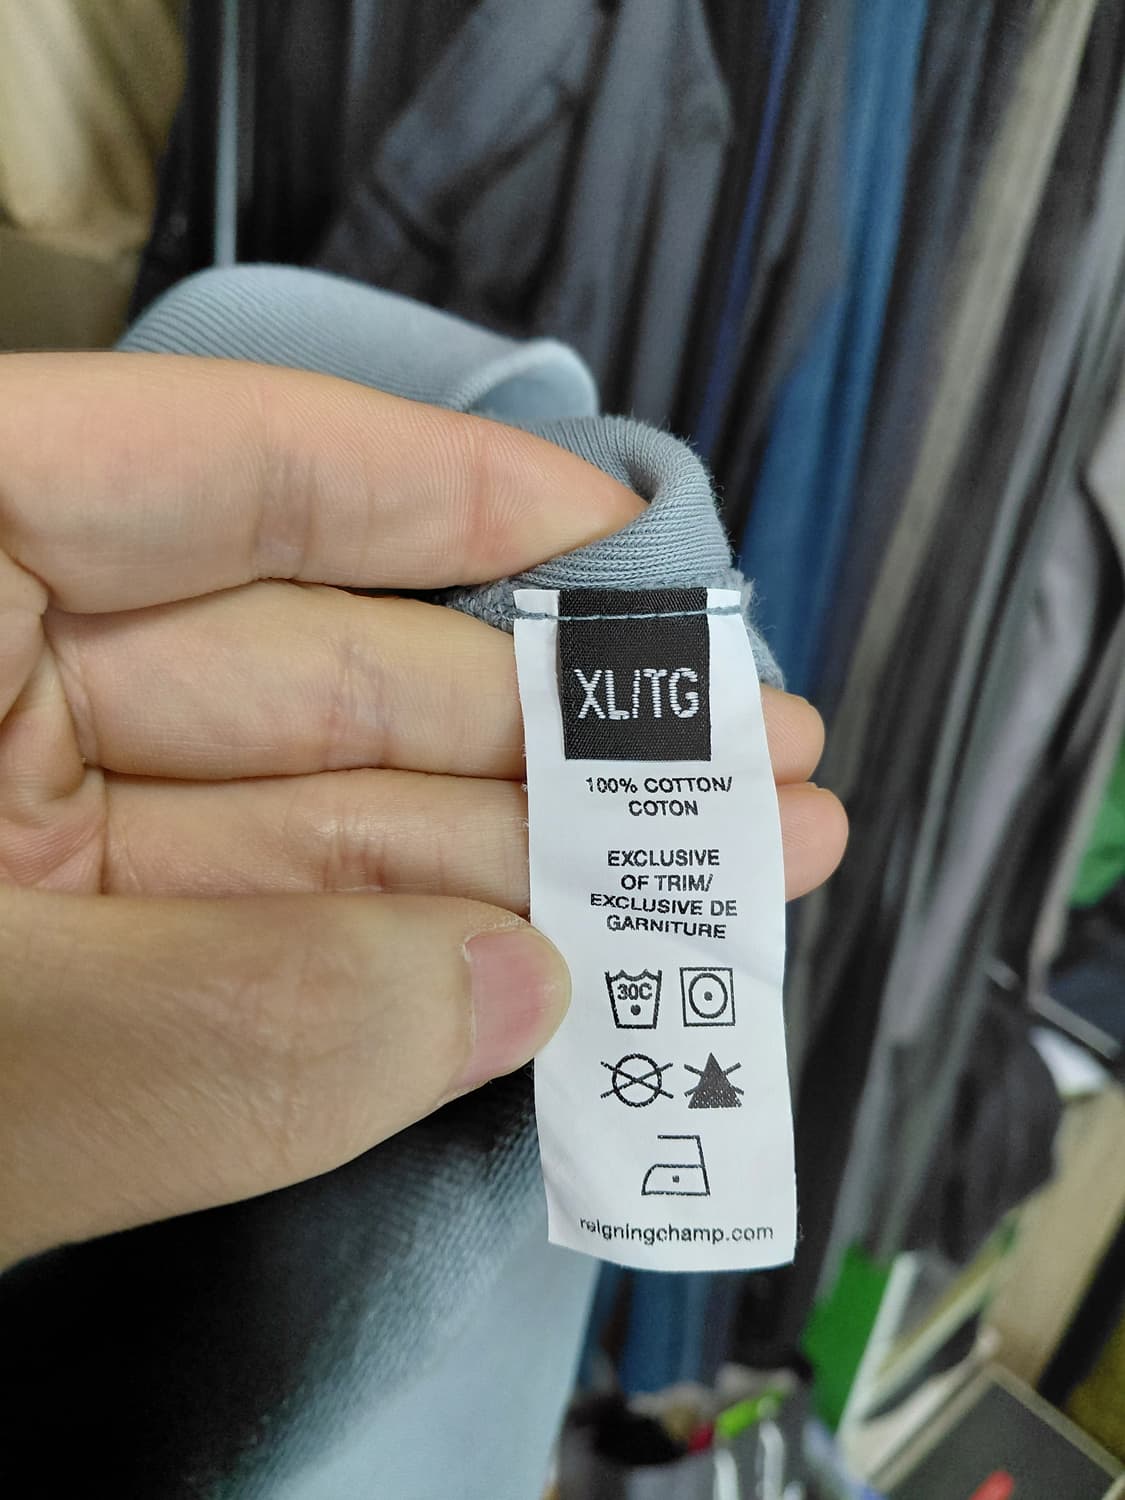 XL/TG
100% COTTON/
COTON
EXCLUSIVE
OF TRIM/
EXCLUSIVE DE
GARNITURE
30C
reigningchamp.com